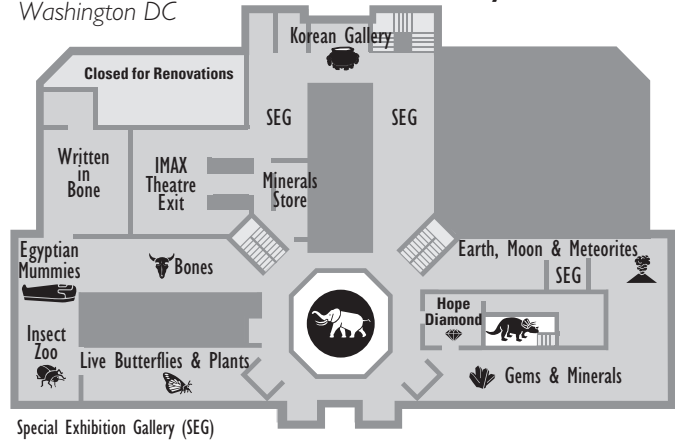 Washington DC
Korean Gallery
Closed for Renovations
SEG
SEG
Written
in
Bone
IMAX
Theatre
Exit
Minerals
Store
Egyptian
Mummies
Bones
Earth, Moon & Meteorites
SEG
Hope
Diamond
Insect
Zoo
Live Butterflies & Plants
Gems & Minerals
Special Exhibition Gallery (SEG)